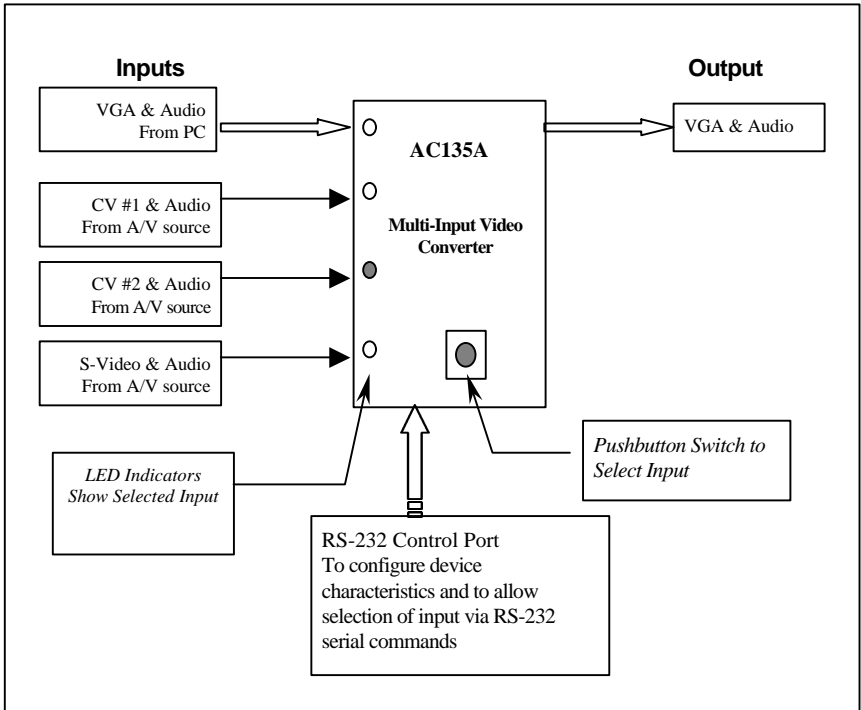 Inputs
Output
VGA & Audio
From PC
AC135A
VGA & Audio
CV #1 & Audio
From A/V source
Multi-Input Video
Converter
CV #2 & Audio
From A/V source
S-Video & Audio
From A/V source
LED Indicators
Show Selected Input
Pushbutton Switch to
Select Input
RS-232 Control Port
To configure device
characteristics and to allow
selection of input via RS-232
serial commands